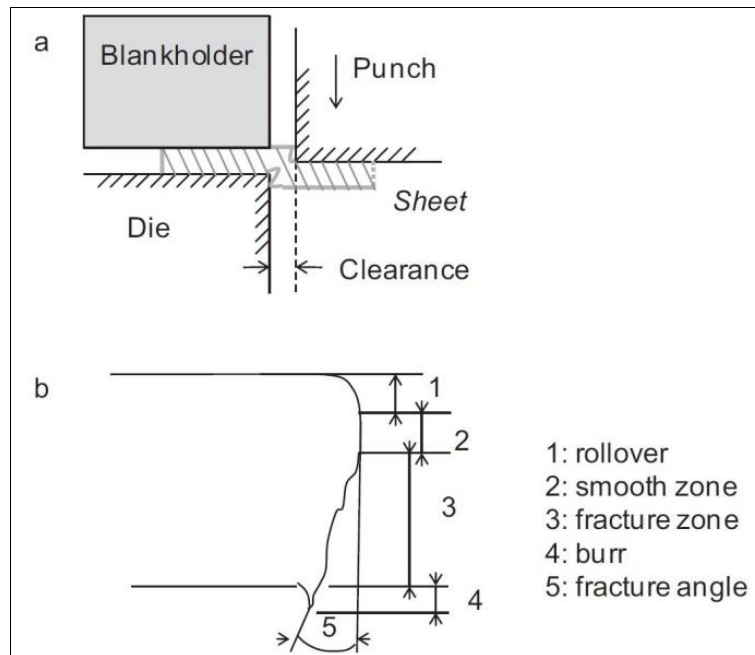 a
Blankholder
Punch
Sheet
Die
Clearance
b
1
2
3
4
5
1: rollover
2: smooth zone
3: fracture zone
4: burr
5: fracture angle